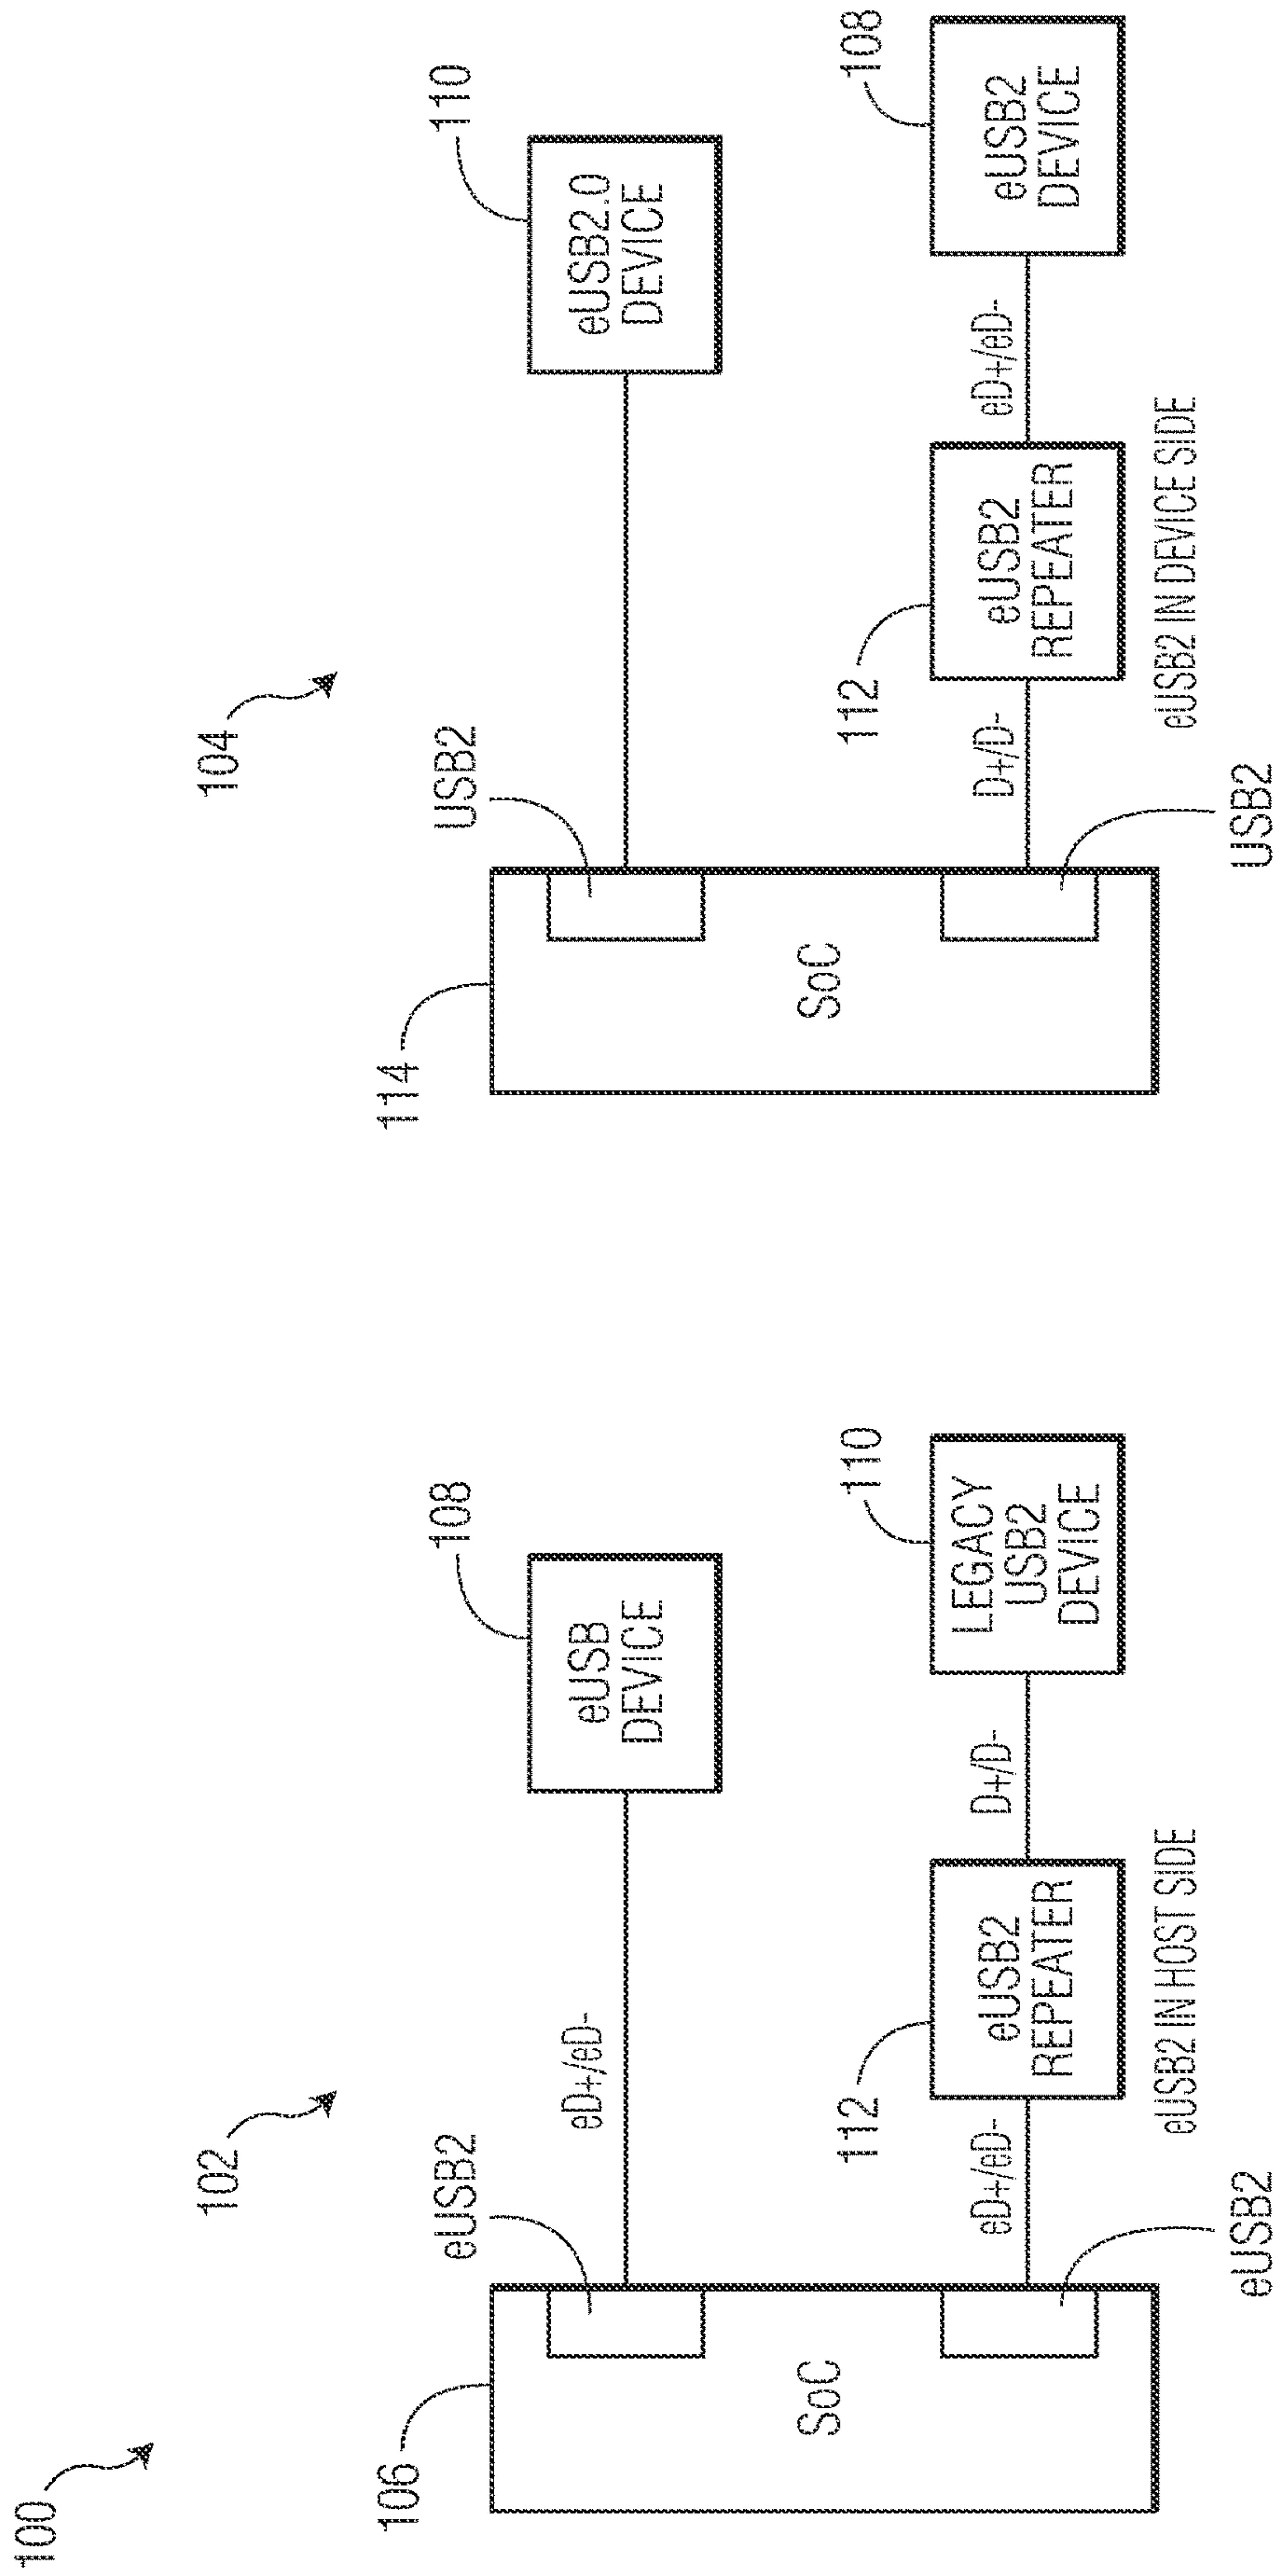 100
102
106
SoC
eUSB2
eD+/eD-
eUSB
DEVICE
108
eUSB2
eD+/eD-
112
eUSB2
REPEATER
D+/D-
LEGACY
USB2
DEVICE
110
eUSB2 IN HOST SIDE
104
114
SoC
USB2
eUSB2.0
DEVICE
110
USB2
D+/D-
112
eUSB2
REPEATER
eD+/eD-
eUSB2
DEVICE
108
eUSB2 IN DEVICE SIDE